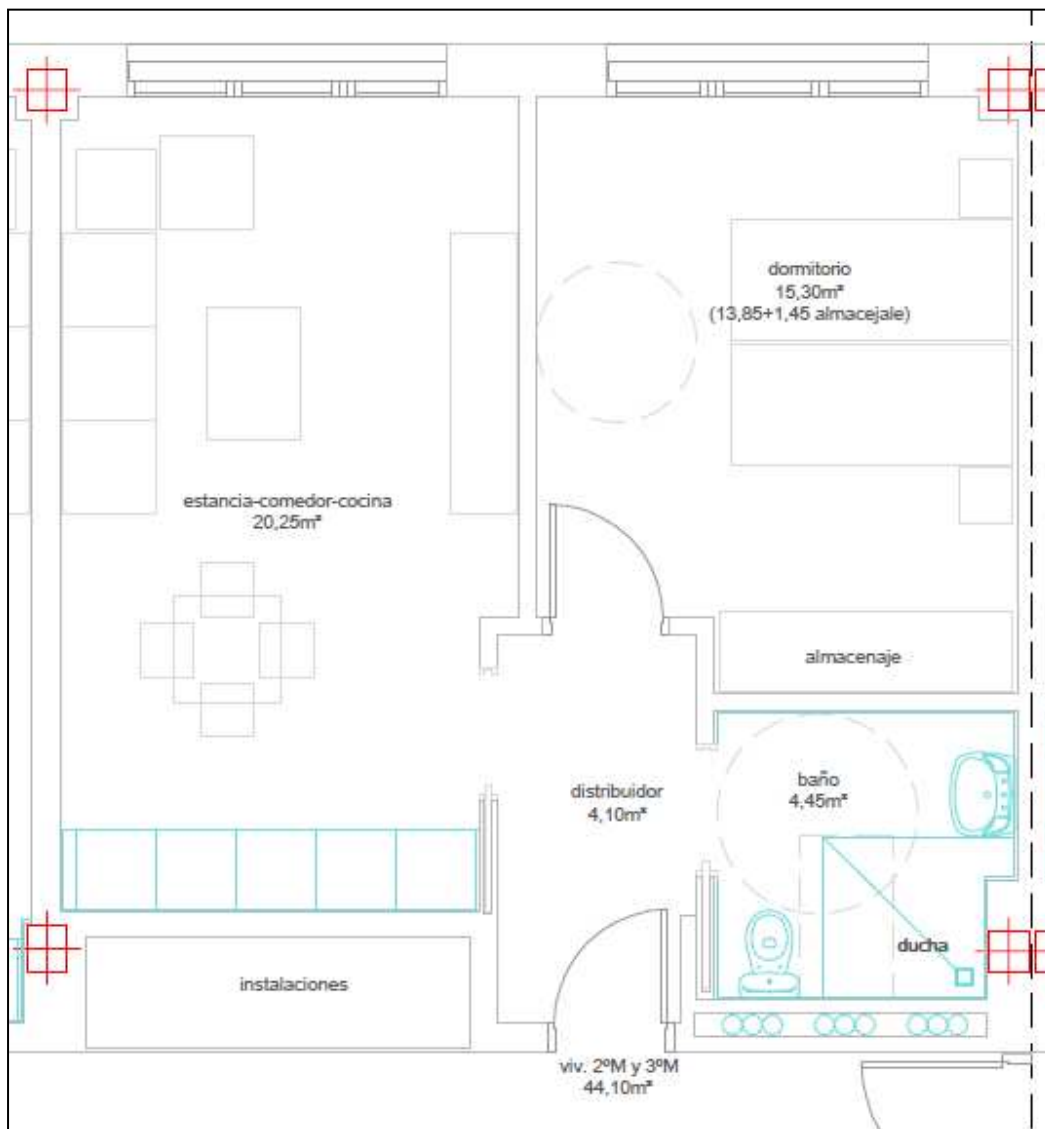 dormitorio
15,30m²
(13,85+1,45 almacejale)
estancia-comedor-cocina
20,25m²
almacenaje
distribuidor
4,10m²
baño
4,45m²
ducha
instalaciones
viv. 2ºM y 3ºM
44,10m²